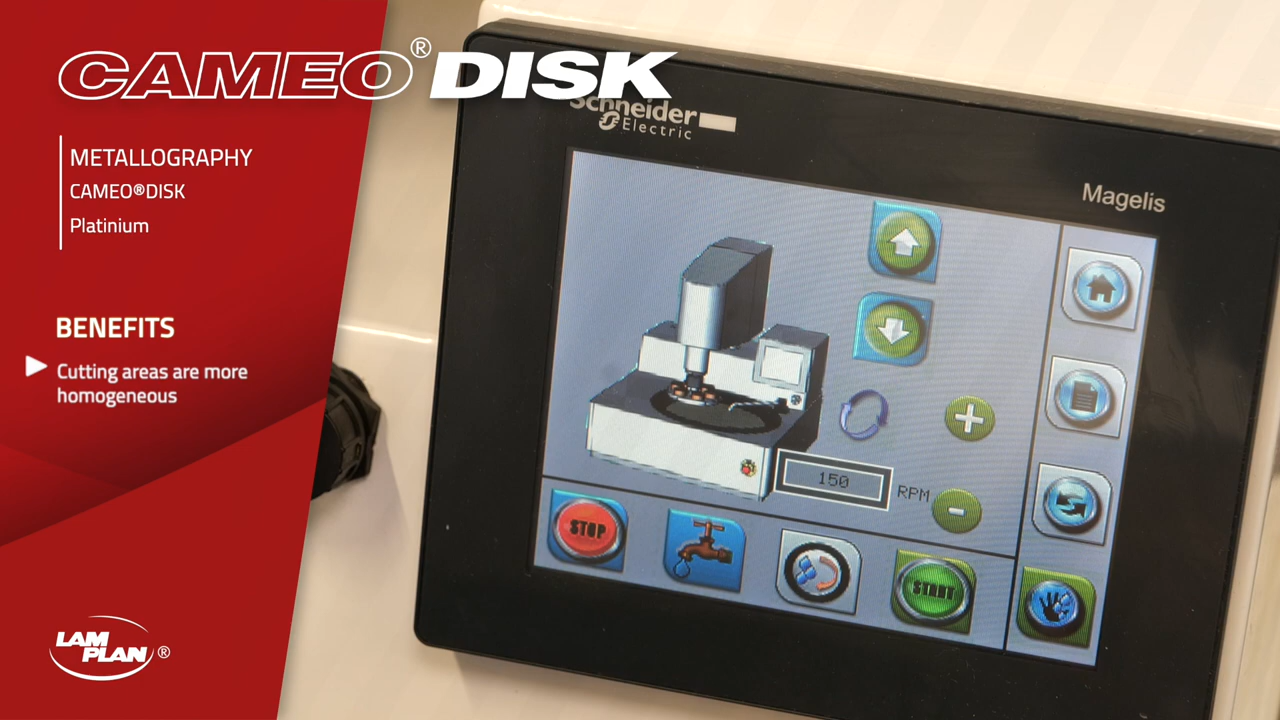 CAMEO® DISK
METALLOGRAPHY
CAMEO®DISK
Platinium
BENEFITS
Cutting areas are more
homogeneous
LAM
PLAN ®
Schneider
Electric
Magelis
150
RPM
STOP
START